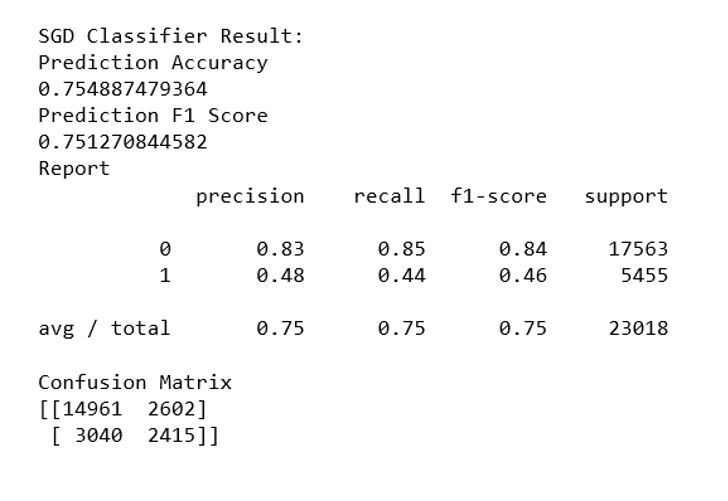 SGD Classifier Result:
Prediction Accuracy
0.754887479364
Prediction F1 Score
0.751270844582
Report
precision recall f1-score support
0 0.83 0.85 0.84 17563
1 0.48 0.44 0.46 5455
avg / total 0.75 0.75 0.75 23018
Confusion Matrix
[[14961 2602]
[ 3040 2415]]